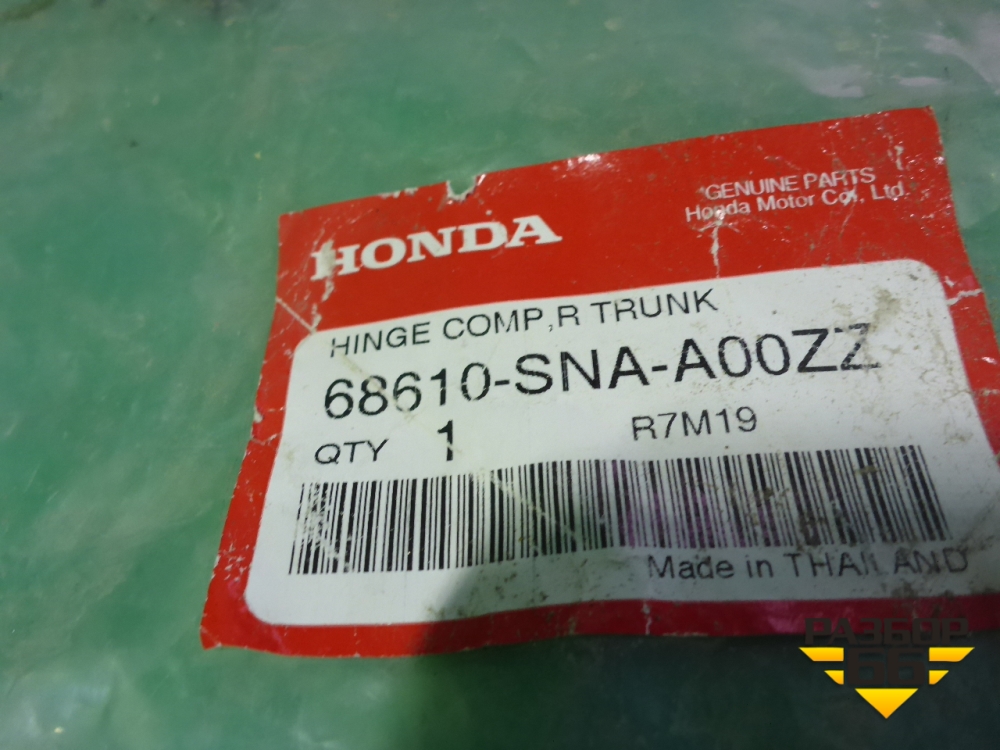 GENUINE PARTS
Honda Motor Co., Ltd.
HONDA
HINGE COMP,R TRUNK
68610-SNA-A00ZZ
QTY 1 R7M19
Made in THAILAND
РАЗБОР
66